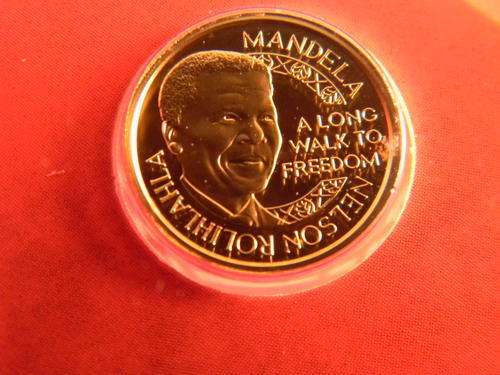 MANDELA
A LONG
WALK TO
FREEDOM
NELSON ROLIHLAHLA